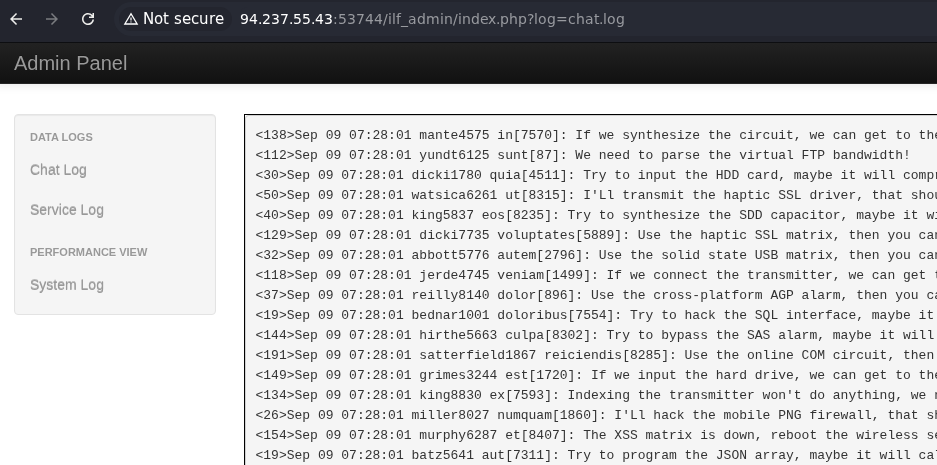 Not secure 94.237.55.43:53744/ilf_admin/index.php?log=chat.log
Admin Panel
DATA LOGS
Chat Log
Service Log
PERFORMANCE VIEW
System Log
<138>Sep 09 07:28:01 mante4575 in[7570]: If we synthesize the circuit, we can get to the
<112>Sep 09 07:28:01 yundt6125 sunt[87]: We need to parse the virtual FTP bandwidth!
<30>Sep 09 07:28:01 dicki1780 quia[4511]: Try to input the HDD card, maybe it will compr
<50>Sep 09 07:28:01 watsica6261 ut[8315]: I'Ll transmit the haptic SSL driver, that shou
<40>Sep 09 07:28:01 king5837 eos[8235]: Try to synthesize the SDD capacitor, maybe it wi
<129>Sep 09 07:28:01 dicki7735 voluptates[5889]: Use the haptic SSL matrix, then you can
<32>Sep 09 07:28:01 abbott5776 autem[2796]: Use the solid state USB matrix, then you can
<118>Sep 09 07:28:01 jerde4745 veniam[1499]: If we connect the transmitter, we can get t
<37>Sep 09 07:28:01 reilly8140 dolor[896]: Use the cross-platform AGP alarm, then you ca
<19>Sep 09 07:28:01 bednar1001 doloribus[7554]: Try to hack the SQL interface, maybe it
<144>Sep 09 07:28:01 hirthe5663 culpa[8302]: Try to bypass the SAS alarm, maybe it will
<191>Sep 09 07:28:01 satterfield1867 reiciendis[8285]: Use the online COM circuit, then
<149>Sep 09 07:28:01 grimes3244 est[1720]: If we input the hard drive, we can get to the
<134>Sep 09 07:28:01 king8830 ex[7593]: Indexing the transmitter won't do anything, we n
<26>Sep 09 07:28:01 miller8027 numquam[1860]: I'Ll hack the mobile PNG firewall, that sh
<154>Sep 09 07:28:01 murphy6287 et[8407]: The XSS matrix is down, reboot the wireless se
<19>Sep 09 07:28:01 batz5641 aut[7311]: Try to program the JSON array, maybe it will cal